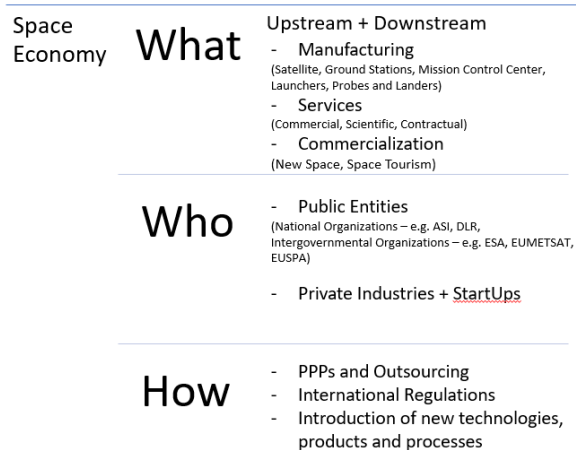 Space
Economy
What
Upstream + Downstream
- Manufacturing
(Satellite, Ground Stations, Mission Control Center,
Launchers, Probes and Landers)
- Services
(Commercial, Scientific, Contractual)
- Commercialization
(New Space, Space Tourism)
Who
- Public Entities
(National Organizations – e.g. ASI, DLR,
Intergovernmental Organizations – e.g. ESA, EUMETSAT,
EUSPA)
- Private Industries + StartUps
How
- PPPs and Outsourcing
- International Regulations
- Introduction of new technologies,
products and processes